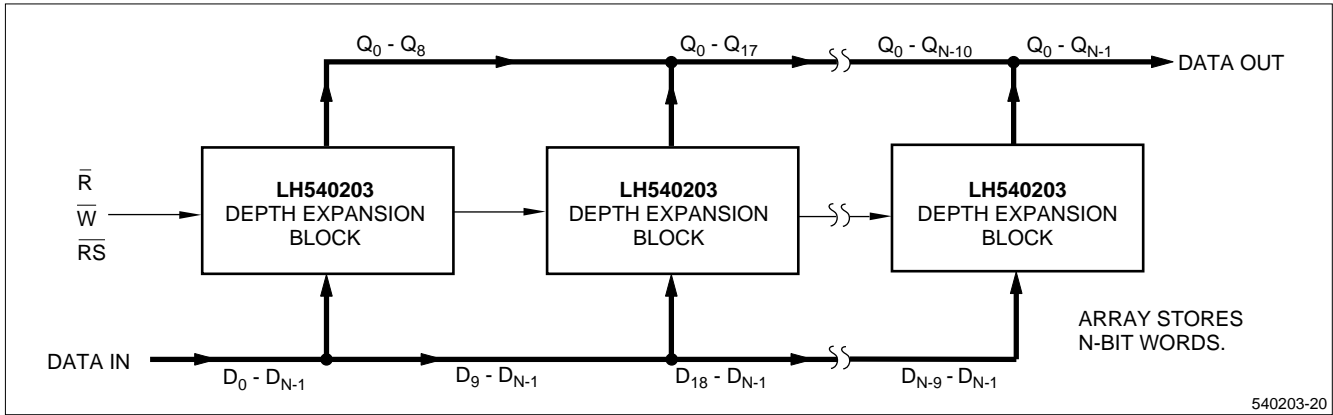 Q0 - Q8
Q0 - Q17
Q0 - QN-10
Q0 - QN-1
DATA OUT
R̅
W̅
R̅S̅
LH540203
DEPTH EXPANSION
BLOCK
LH540203
DEPTH EXPANSION
BLOCK
LH540203
DEPTH EXPANSION
BLOCK
ARRAY STORES
N-BIT WORDS.
DATA IN
D0 - DN-1
D9 - DN-1
D18 - DN-1
DN-9 - DN-1
540203-20